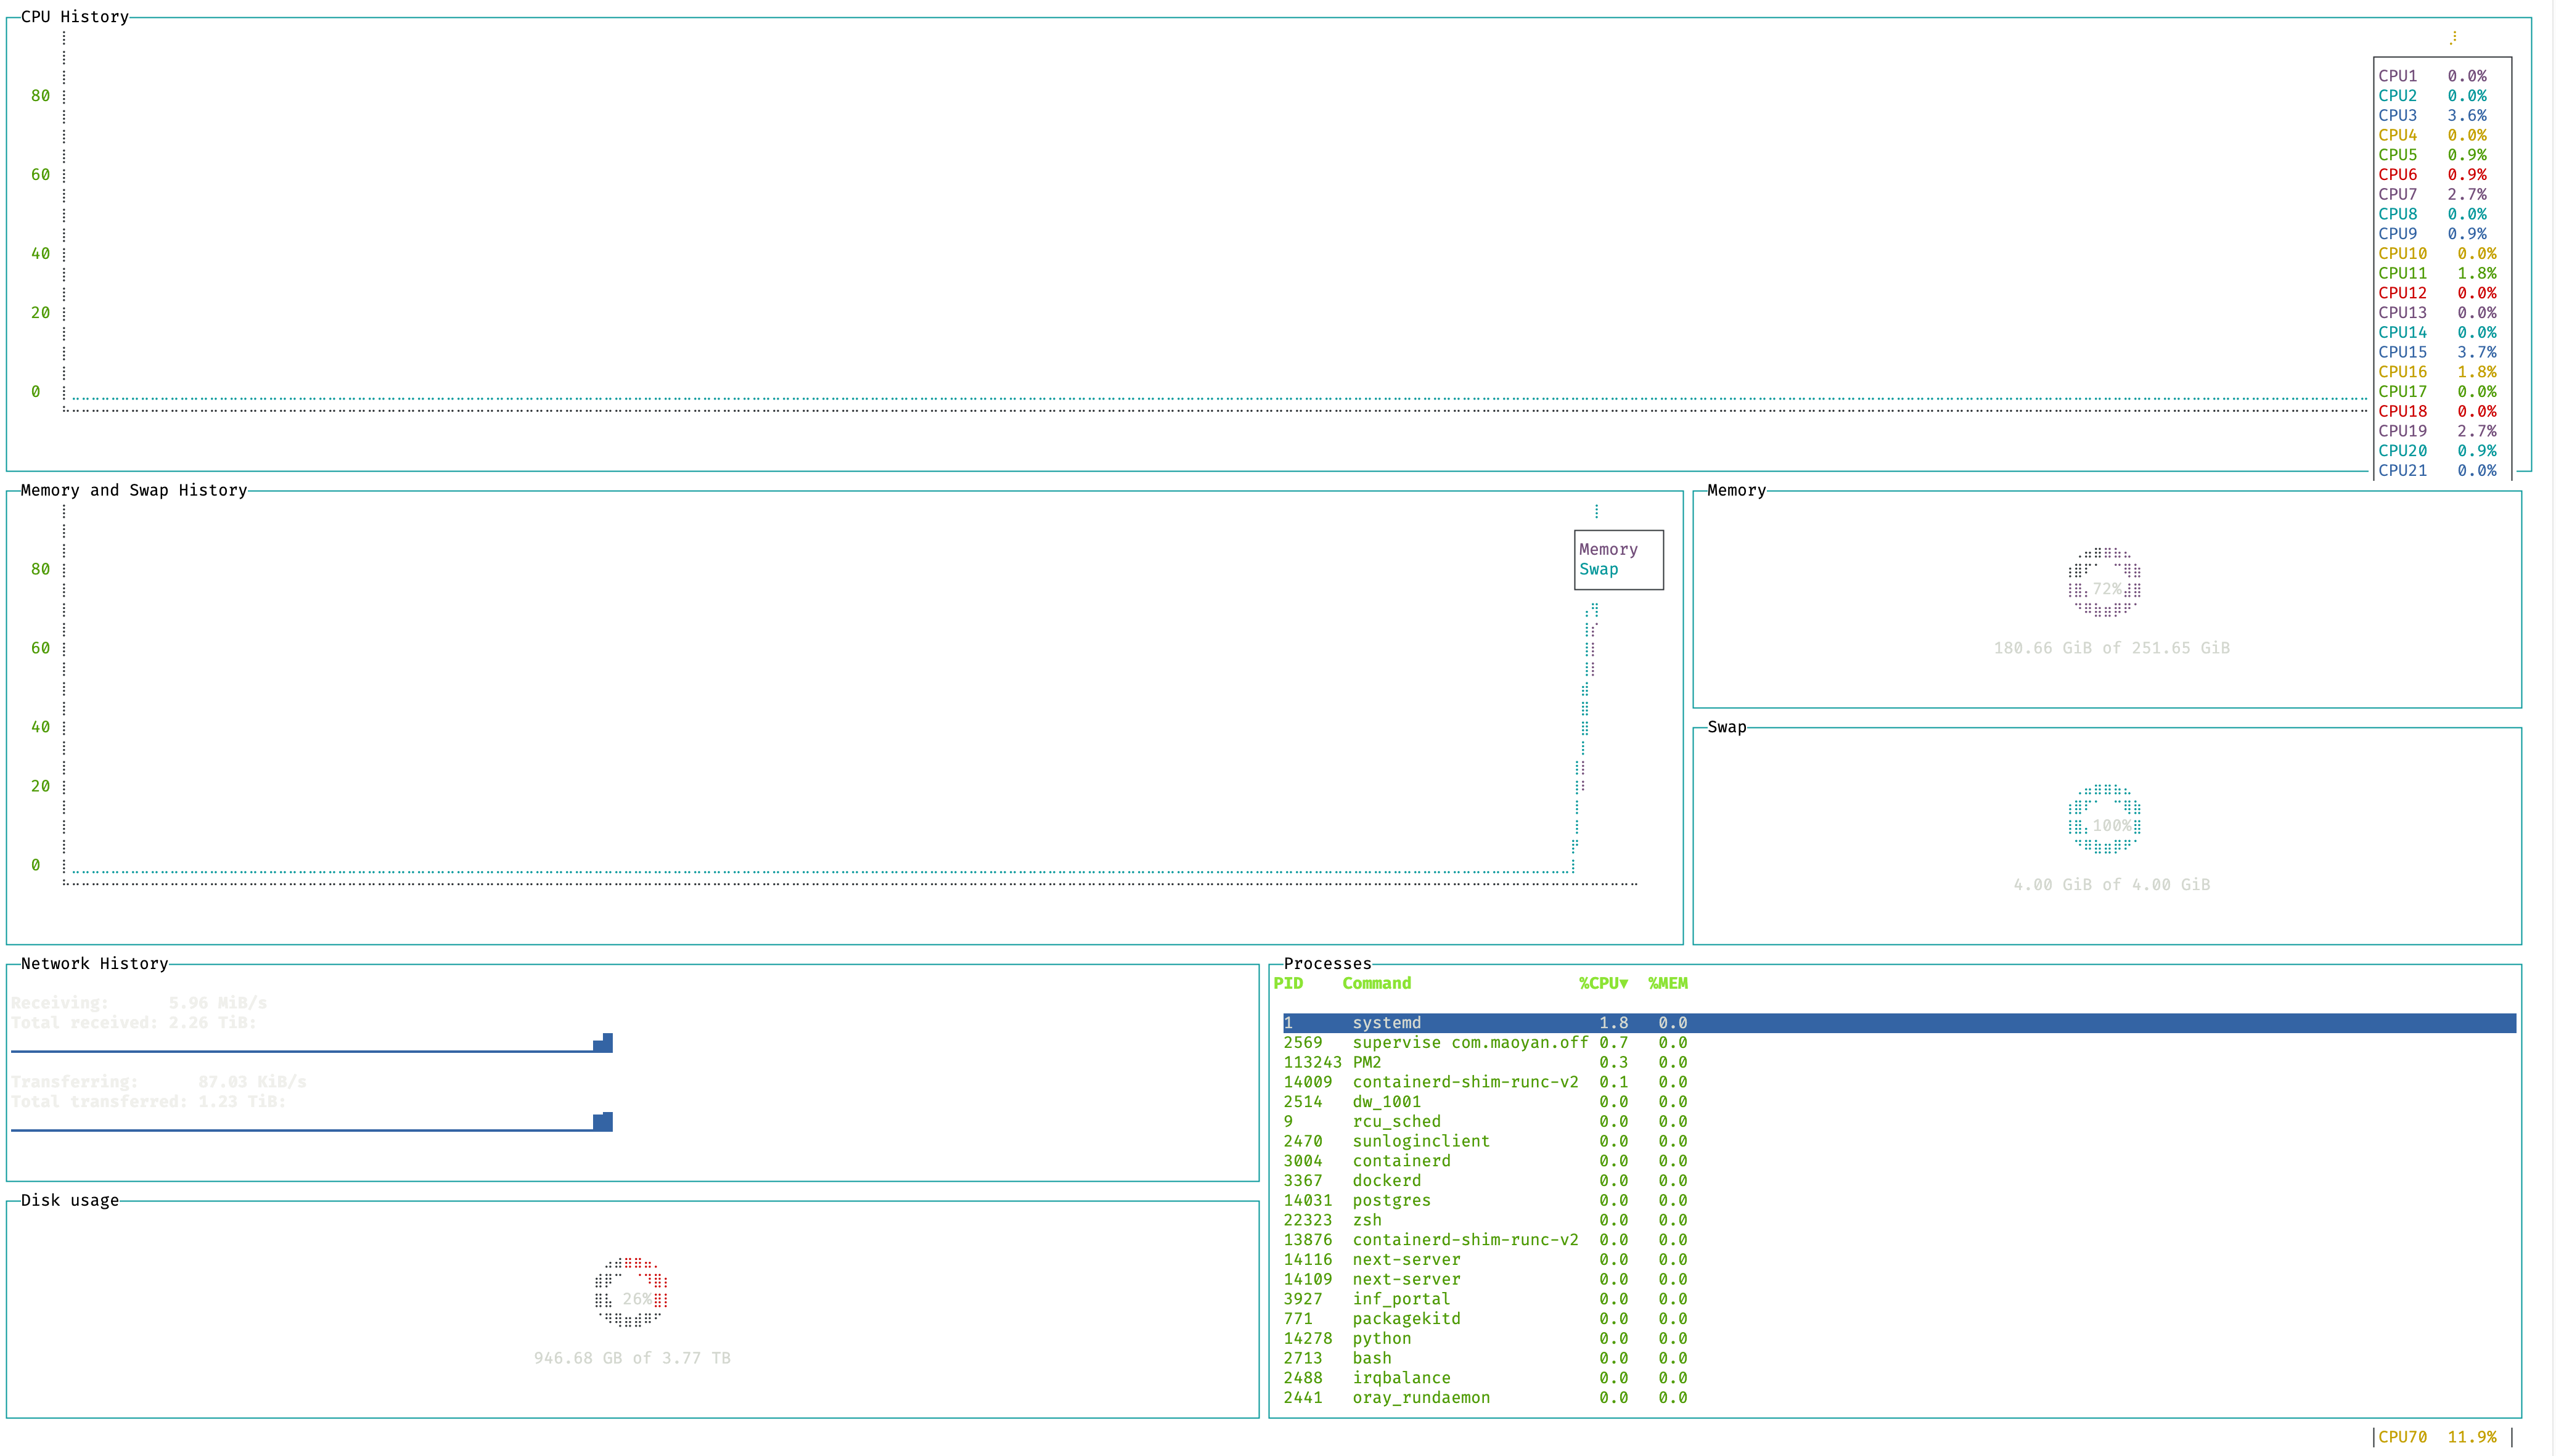 CPU History
80
60
40
20
0
CPU1 0.0%
CPU2 0.0%
CPU3 3.6%
CPU4 0.0%
CPU5 0.9%
CPU6 0.9%
CPU7 2.7%
CPU8 0.0%
CPU9 0.9%
CPU10 0.0%
CPU11 1.8%
CPU12 0.0%
CPU13 0.0%
CPU14 0.0%
CPU15 3.7%
CPU16 1.8%
CPU17 0.0%
CPU18 0.0%
CPU19 2.7%
CPU20 0.9%
CPU21 0.0%
Memory and Swap History
80
60
40
20
0
Memory
Swap
Memory
72%
180.66 GiB of 251.65 GiB
Swap
100%
4.00 GiB of 4.00 GiB
Network History
Receiving: 5.96 MiB/s
Total received: 2.26 TiB:
Transferring: 87.03 KiB/s
Total transferred: 1.23 TiB:
Disk usage
26%
946.68 GB of 3.77 TB
Processes
PID Command %CPU▼ %MEM
1 systemd 1.8 0.0
2569 supervise com.maoyan.off 0.7 0.0
113243 PM2 0.3 0.0
14009 containerd-shim-runc-v2 0.1 0.0
2514 dw_1001 0.0 0.0
9 rcu_sched 0.0 0.0
2470 sunloginclient 0.0 0.0
3004 containerd 0.0 0.0
3367 dockerd 0.0 0.0
14031 postgres 0.0 0.0
22323 zsh 0.0 0.0
13876 containerd-shim-runc-v2 0.0 0.0
14116 next-server 0.0 0.0
14109 next-server 0.0 0.0
3927 inf_portal 0.0 0.0
771 packagekitd 0.0 0.0
14278 python 0.0 0.0
2713 bash 0.0 0.0
2488 irqbalance 0.0 0.0
2441 oray_rundaemon 0.0 0.0
CPU70 11.9%